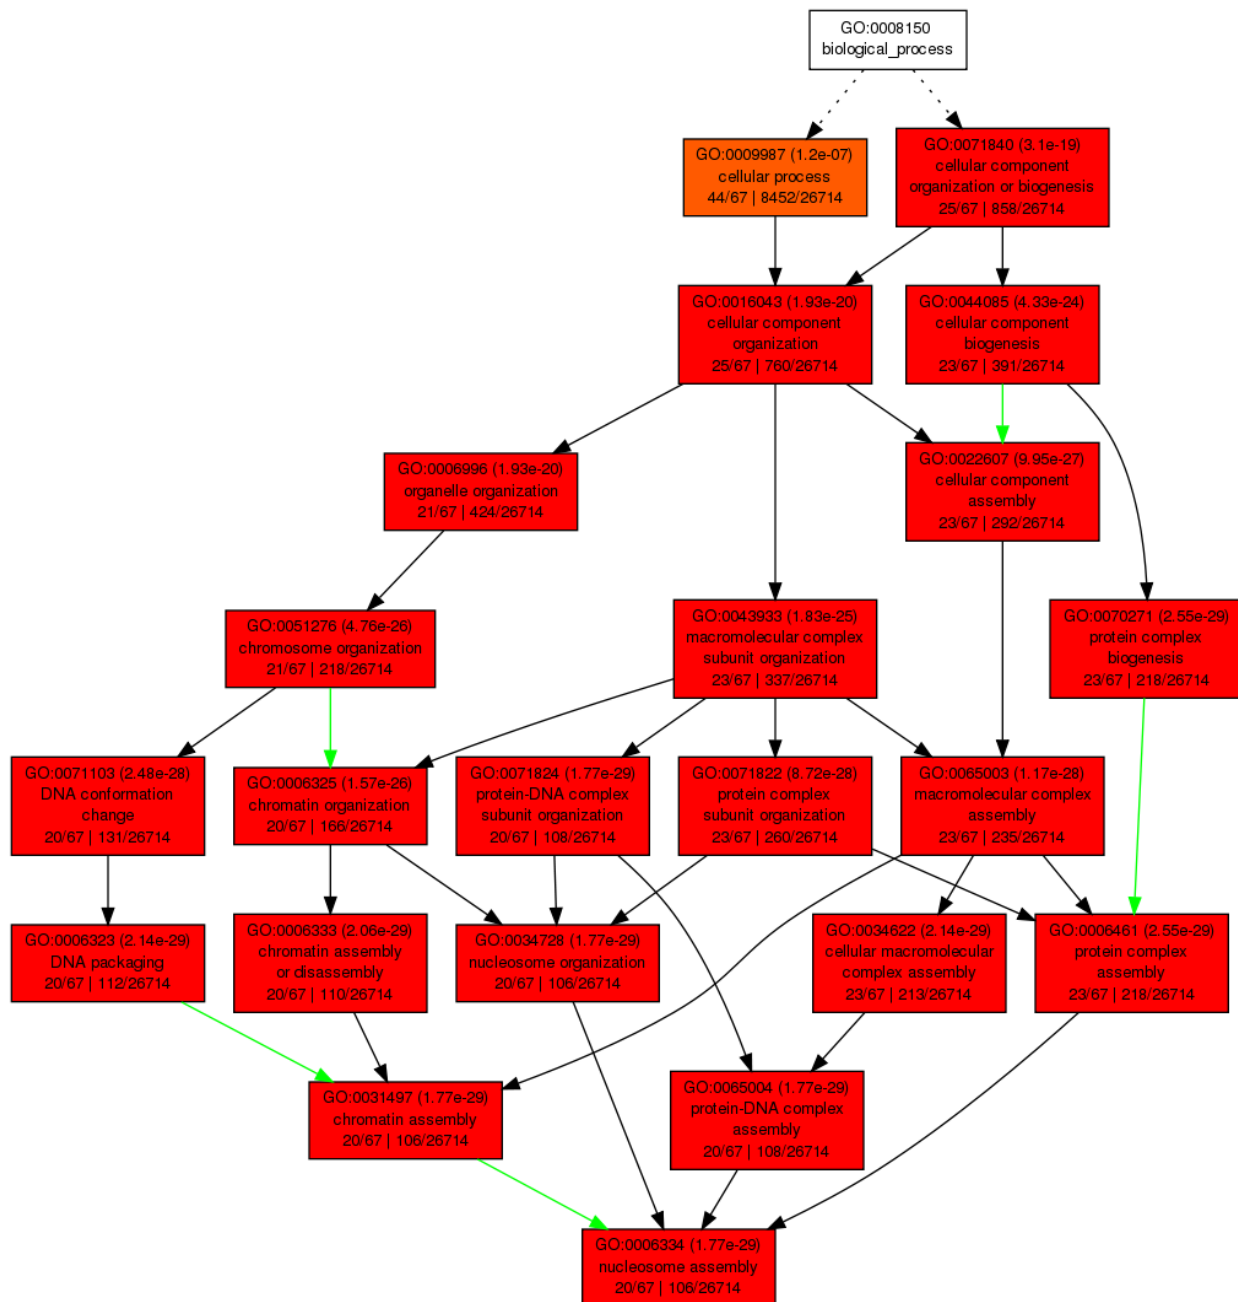 GO:0008150
biological_process
GO:0009987 (1.2e-07)
cellular process
44/67 | 8452/26714
GO:0071840 (3.1e-19)
cellular component
organization or biogenesis
25/67 | 858/26714
GO:0016043 (1.93e-20)
cellular component
organization
25/67 | 760/26714
GO:0044085 (4.33e-24)
cellular component
biogenesis
23/67 | 391/26714
GO:0006996 (1.93e-20)
organelle organization
21/67 | 424/26714
GO:0022607 (9.95e-27)
cellular component
assembly
23/67 | 292/26714
GO:0051276 (4.76e-26)
chromosome organization
21/67 | 218/26714
GO:0043933 (1.83e-25)
macromolecular complex
subunit organization
23/67 | 337/26714
GO:0070271 (2.55e-29)
protein complex
biogenesis
23/67 | 218/26714
GO:0071103 (2.48e-28)
DNA conformation
change
20/67 | 131/26714
GO:0006325 (1.57e-26)
chromatin organization
20/67 | 166/26714
GO:0071824 (1.77e-29)
protein-DNA complex
subunit organization
20/67 | 108/26714
GO:0071822 (8.72e-28)
protein complex
subunit organization
23/67 | 260/26714
GO:0065003 (1.17e-28)
macromolecular complex
assembly
23/67 | 235/26714
GO:0006323 (2.14e-29)
DNA packaging
20/67 | 112/26714
GO:0006333 (2.06e-29)
chromatin assembly
or disassembly
20/67 | 110/26714
GO:0034728 (1.77e-29)
nucleosome organization
20/67 | 106/26714
GO:0034622 (2.14e-29)
cellular macromolecular
complex assembly
23/67 | 213/26714
GO:0006461 (2.55e-29)
protein complex
assembly
23/67 | 218/26714
GO:0031497 (1.77e-29)
chromatin assembly
20/67 | 106/26714
GO:0065004 (1.77e-29)
protein-DNA complex
assembly
20/67 | 108/26714
GO:0006334 (1.77e-29)
nucleosome assembly
20/67 | 106/26714